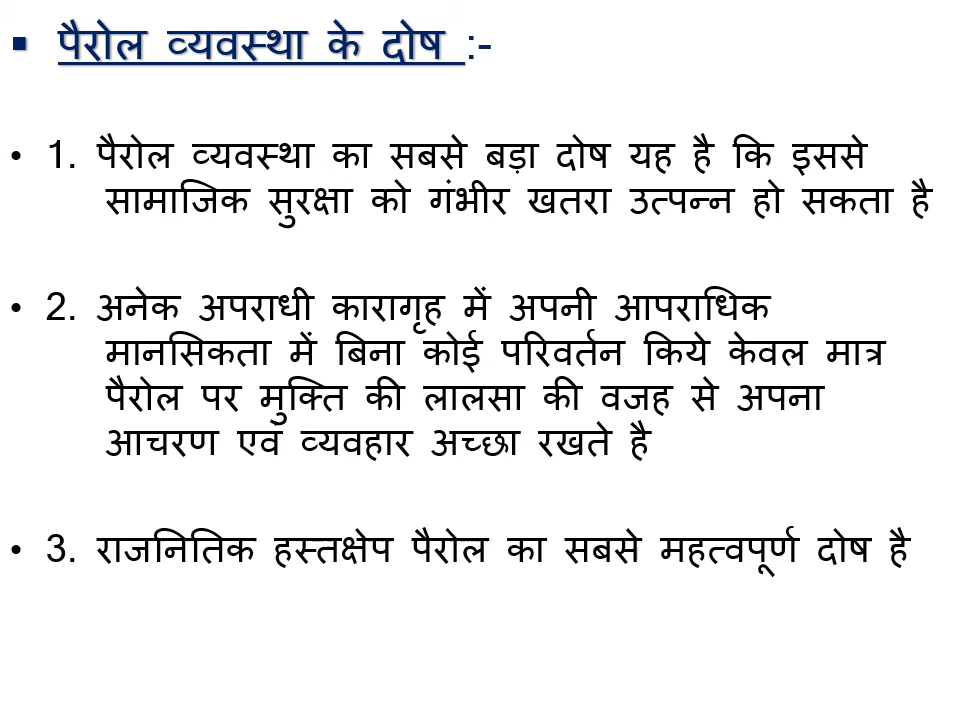 ▪ पैरोल व्यवस्था के दोष :-
• 1. पैरोल व्यवस्था का सबसे बड़ा दोष यह है कि इससे
सामाजिक सुरक्षा को गंभीर खतरा उत्पन्न हो सकता है
• 2. अनेक अपराधी कारागृह में अपनी आपराधिक
मानसिकता में बिना कोई परिवर्तन किये केवल मात्र
पैरोल पर मुक्ति की लालसा की वजह से अपना
आचरण एवं व्यवहार अच्छा रखते है
• 3. राजनितिक हस्तक्षेप पैरोल का सबसे महत्वपूर्ण दोष है